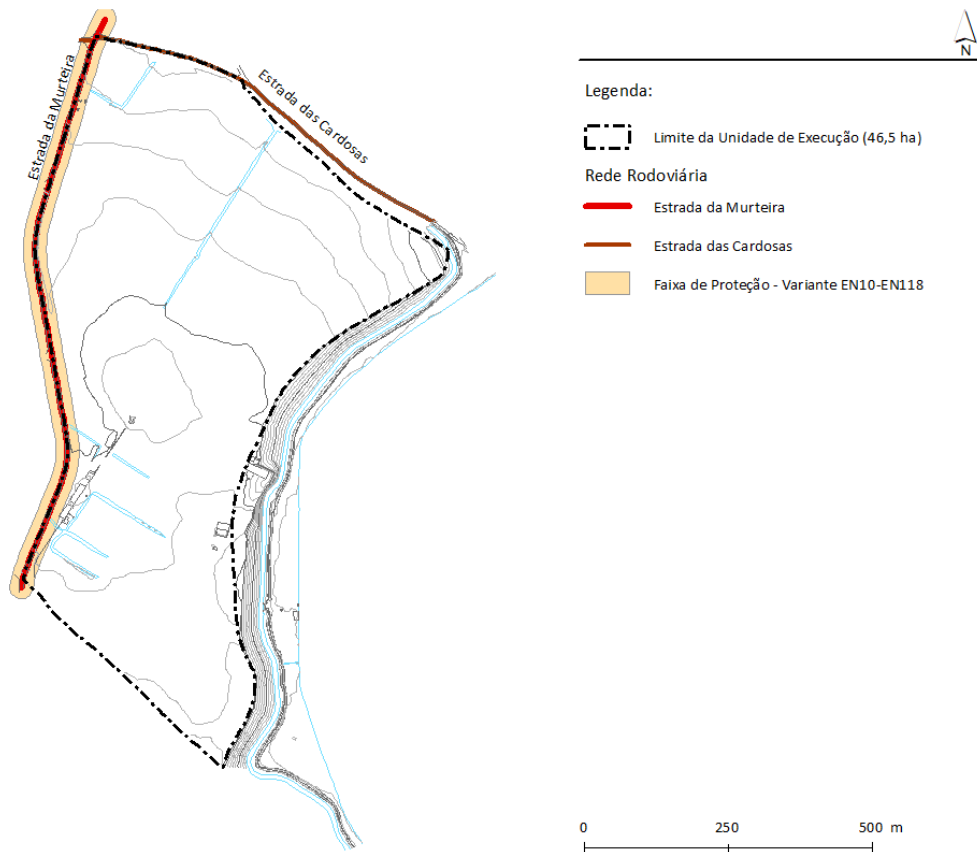 Estrada da Murteira
Estrada das Cardosas
N
Legenda:
Limite da Unidade de Execução (46,5 ha)
Rede Rodoviária
Estrada da Murteira
Estrada das Cardosas
Faixa de Proteção - Variante EN10-EN118
0 250 500 m